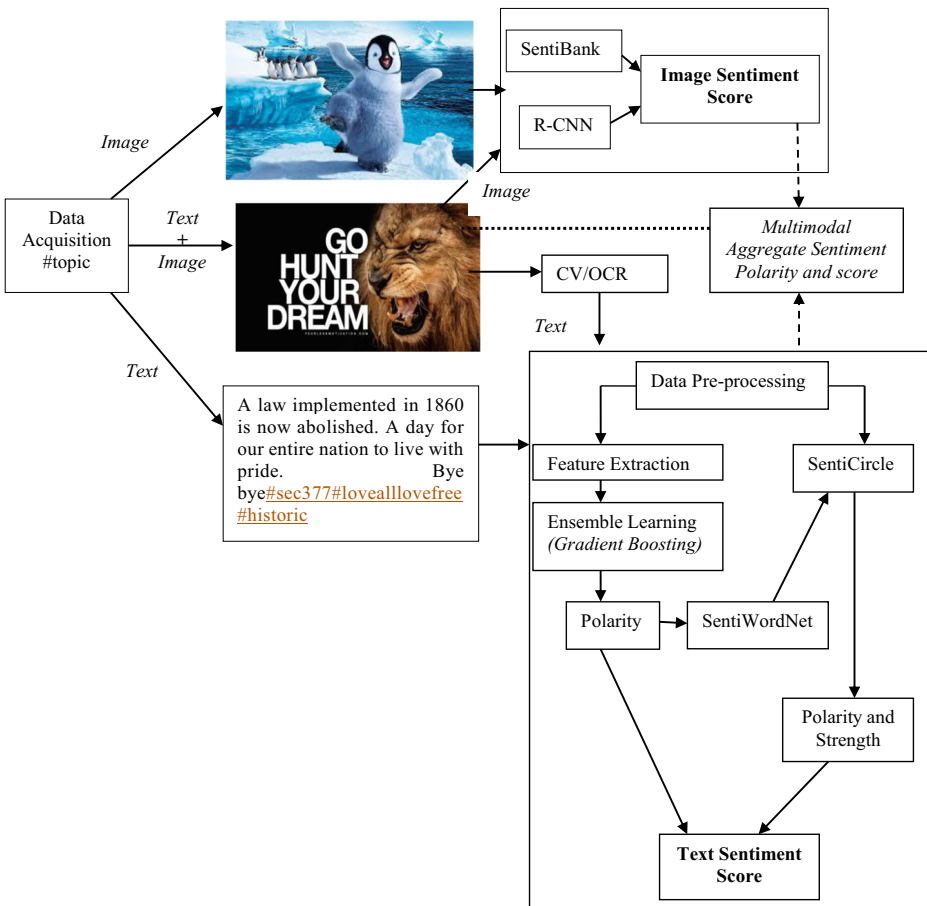 SentiBank
R-CNN
Image Sentiment
Score
Image
Image
Data
Acquisition
#topic
Text
+
Image
GO
HUNT
YOUR
DREAM
FEARLESSMOTIVATION.COM
CV/OCR
Multimodal
Aggregate Sentiment
Polarity and score
Text
Text
A law implemented in 1860
is now abolished. A day for
our entire nation to live with
pride. Bye
bye#sec377#lovealllovefree
#historic
Data Pre-processing
Feature Extraction
SentiCircle
Ensemble Learning
(Gradient Boosting)
Polarity
SentiWordNet
Polarity and
Strength
Text Sentiment
Score